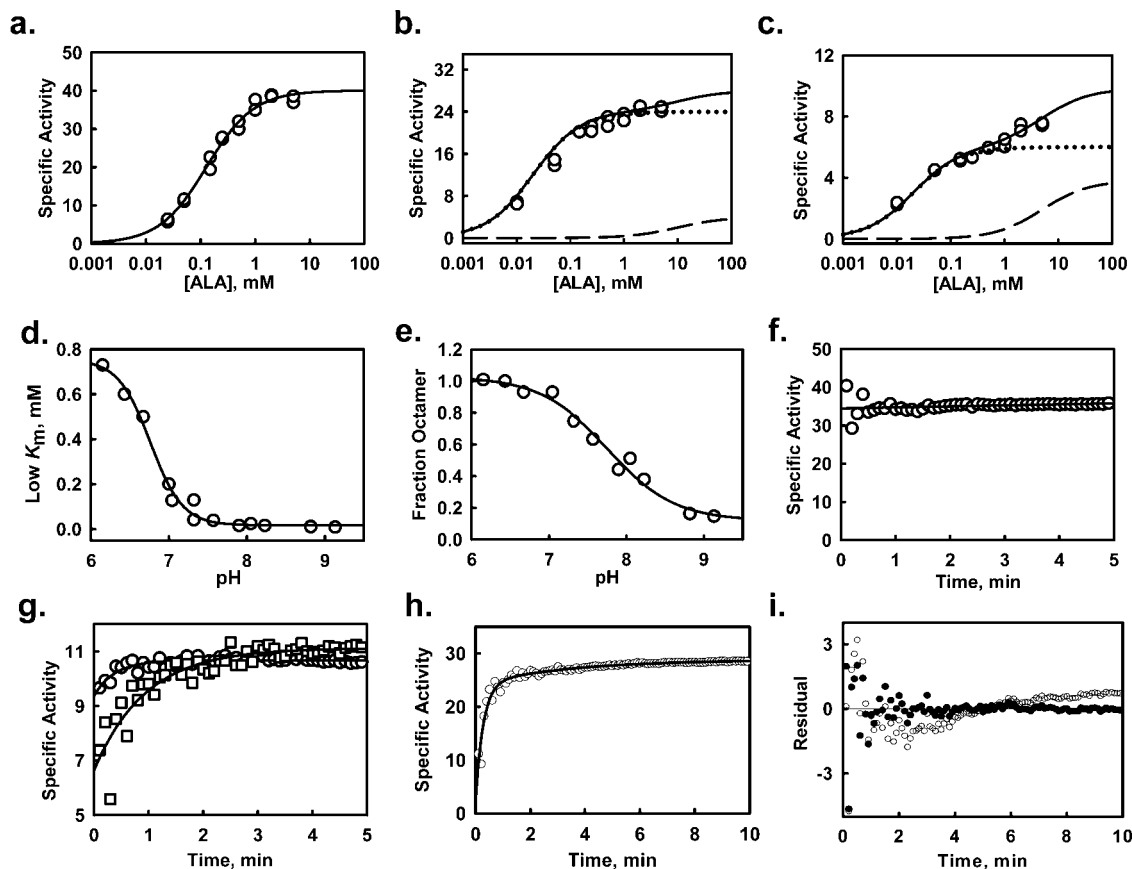 a.
50
40
30
20
10
0
Specific Activity
0.001 0.01 0.1 1 10 100
[ALA], mM
b.
32
24
16
8
0
Specific Activity
0.001 0.01 0.1 1 10 100
[ALA], mM
c.
12
8
4
0
Specific Activity
0.001 0.01 0.1 1 10 100
[ALA], mM
d.
0.8
0.6
0.4
0.2
0.0
Low Km, mM
6 7 8 9
pH
e.
1.2
1.0
0.8
0.6
0.4
0.2
0.0
Fraction Octamer
6 7 8 9
pH
f.
50
40
30
20
10
0
Specific Activity
0 1 2 3 4 5
Time, min
g.
11
9
7
5
Specific Activity
0 1 2 3 4 5
Time, min
h.
30
20
10
0
Specific Activity
0 2 4 6 8 10
Time, min
i.
3
0
-3
Residual
0 2 4 6 8 10
Time, min